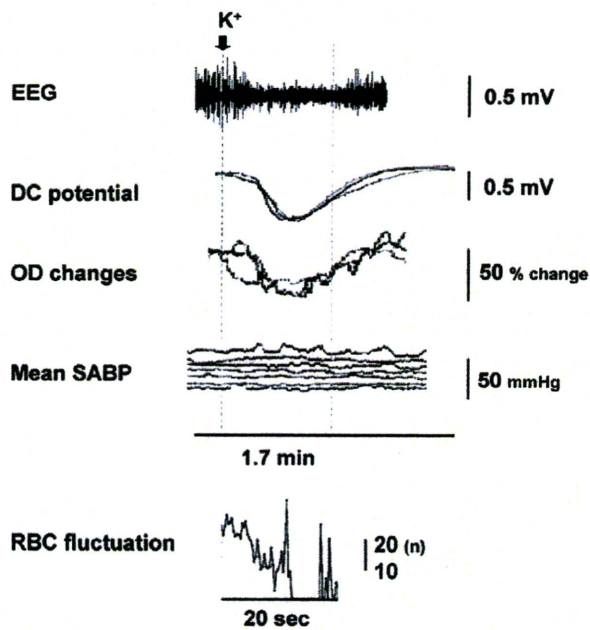 K+
EEG
0.5 mV
DC potential
0.5 mV
OD changes
50 % change
Mean SABP
50 mmHg
1.7 min
RBC fluctuation
20 (n)
10
20 sec